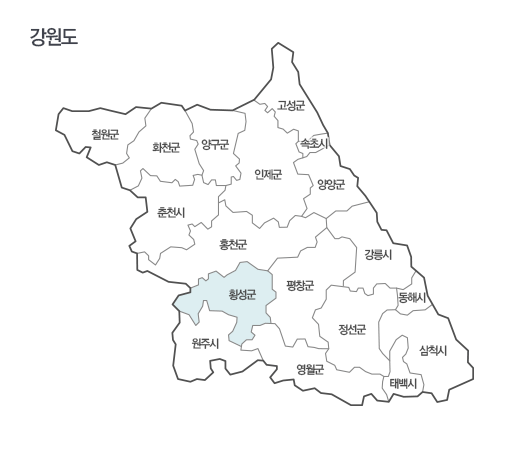 강원도
고성군
철원군
화천군
양구군
속초시
인제군
양양군
춘천시
홍천군
강릉시
횡성군
평창군
동해시
정선군
원주시
삼척시
영월군
태백시